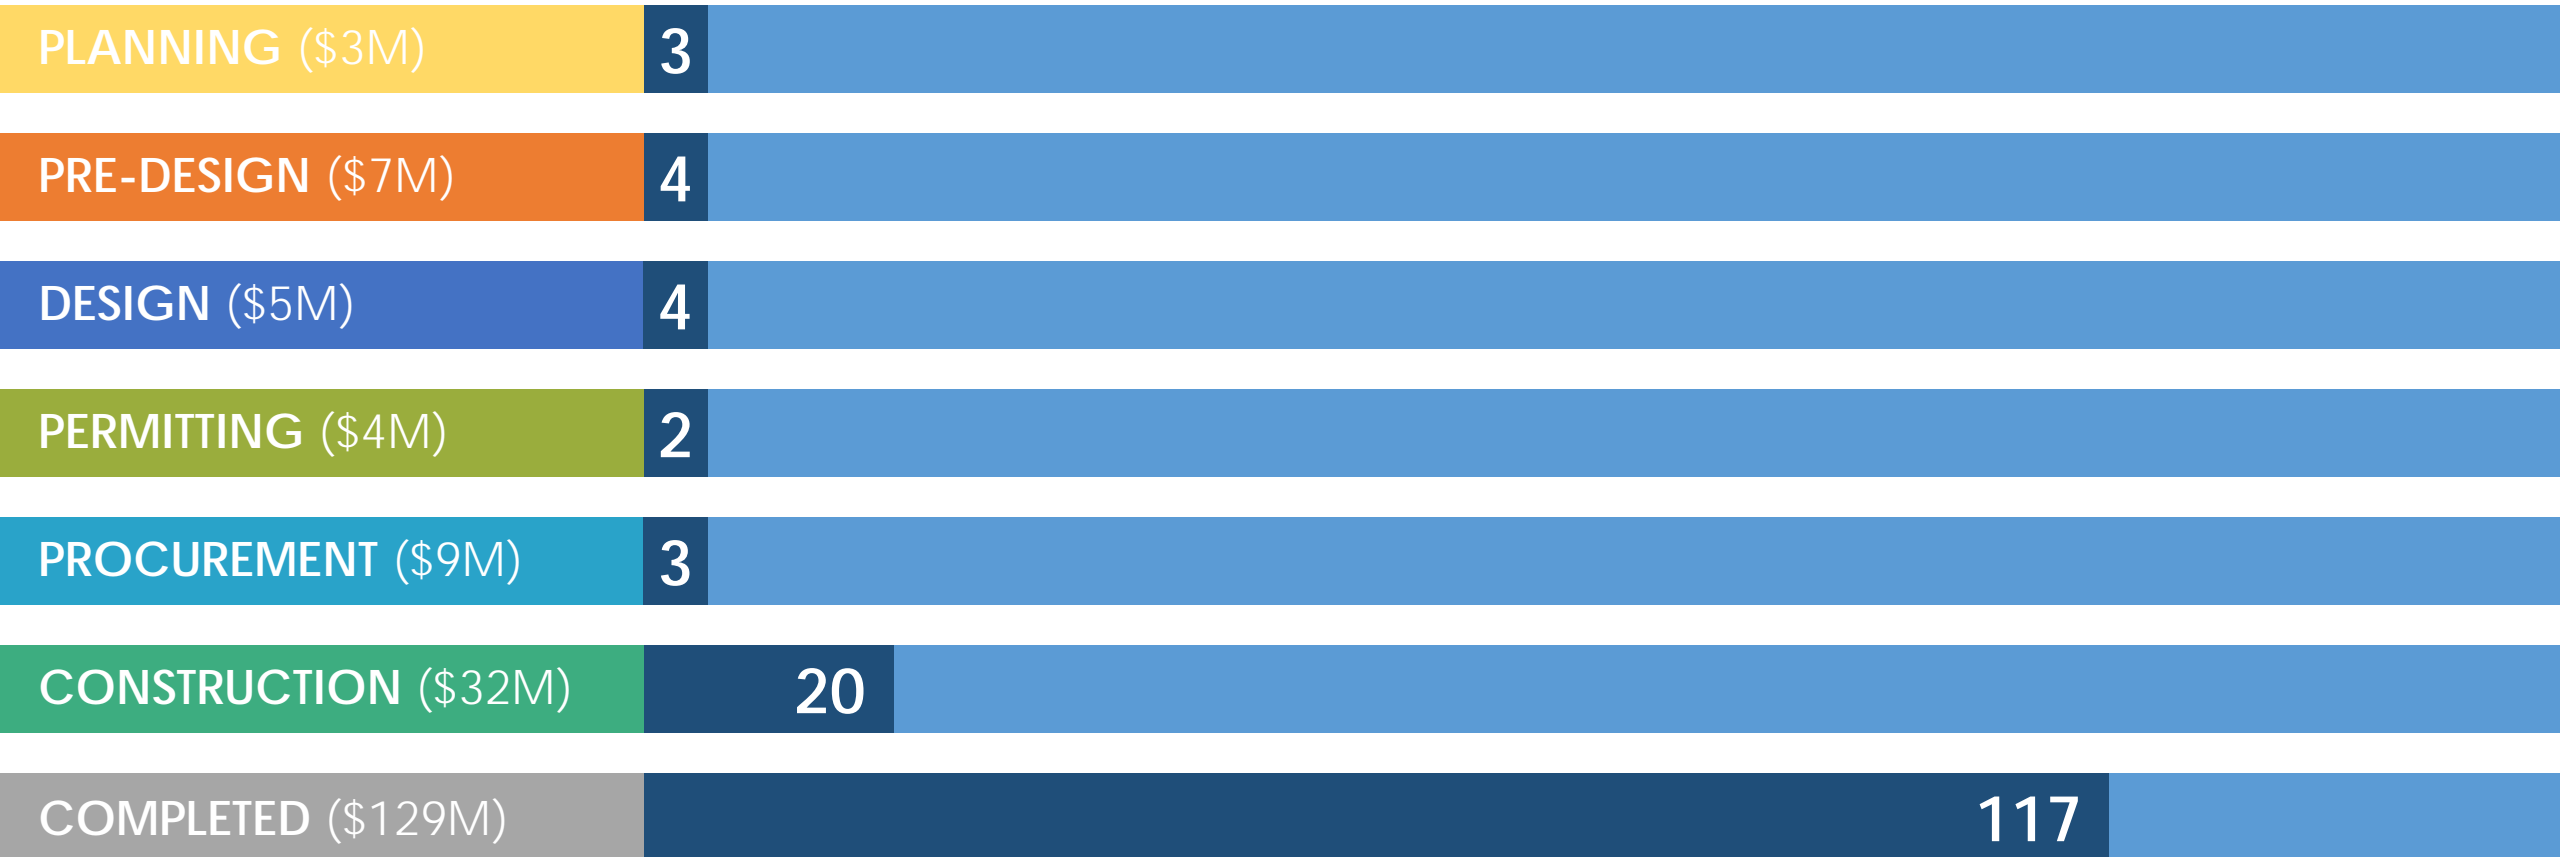 PLANNING ($3M) 3
PRE-DESIGN ($7M) 4
DESIGN ($5M) 4
PERMITTING ($4M) 2
PROCUREMENT ($9M) 3
CONSTRUCTION ($32M) 20
COMPLETED ($129M) 117